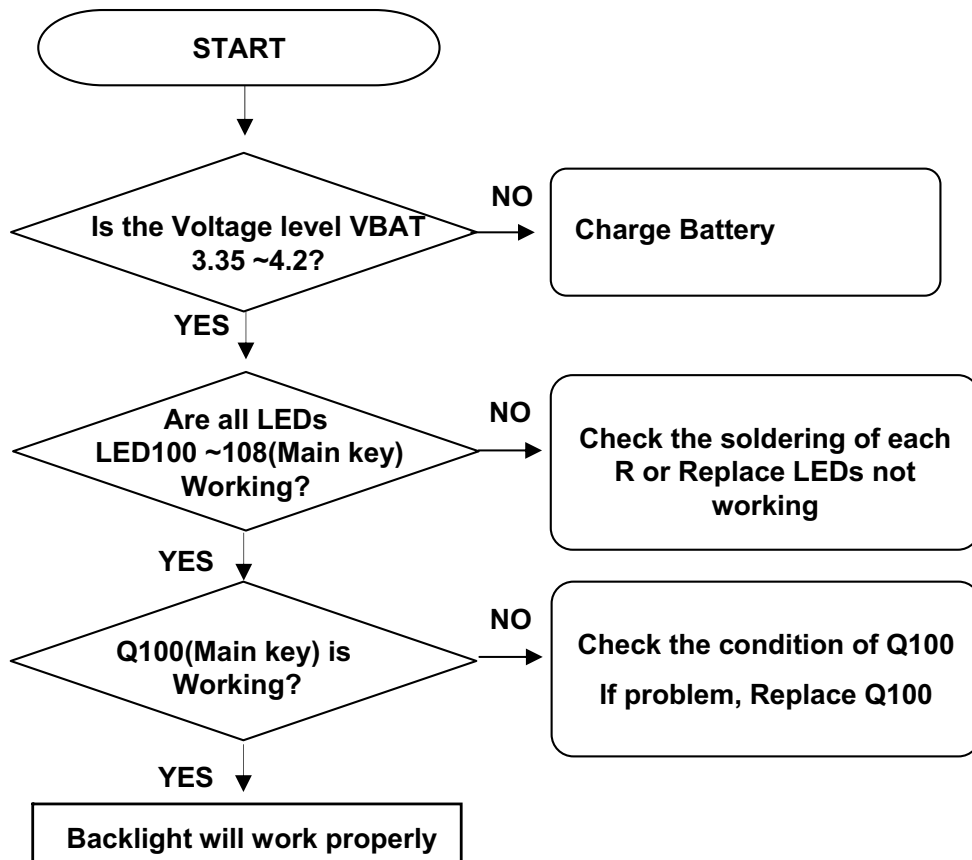 START
Is the Voltage level VBAT
3.35 ~4.2?
NO
Charge Battery
YES
Are all LEDs
LED100 ~108(Main key)
Working?
NO
Check the soldering of each
R or Replace LEDs not
working
YES
Q100(Main key) is
Working?
NO
Check the condition of Q100
If problem, Replace Q100
YES
Backlight will work properly